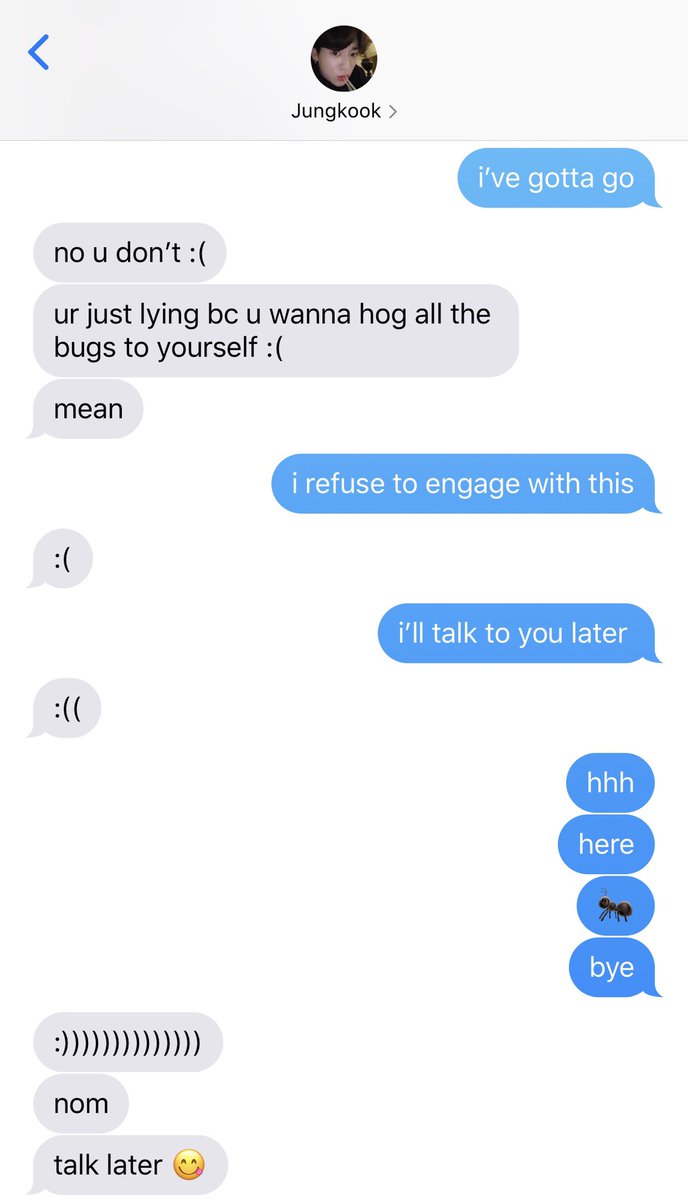 Jungkook
i’ve gotta go
no u don’t :(
ur just lying bc u wanna hog all the
bugs to yourself :(
mean
i refuse to engage with this
:(
i’ll talk to you later
:((
hhh
here
🐜
bye
:))))))))))))))
nom
talk later 😋